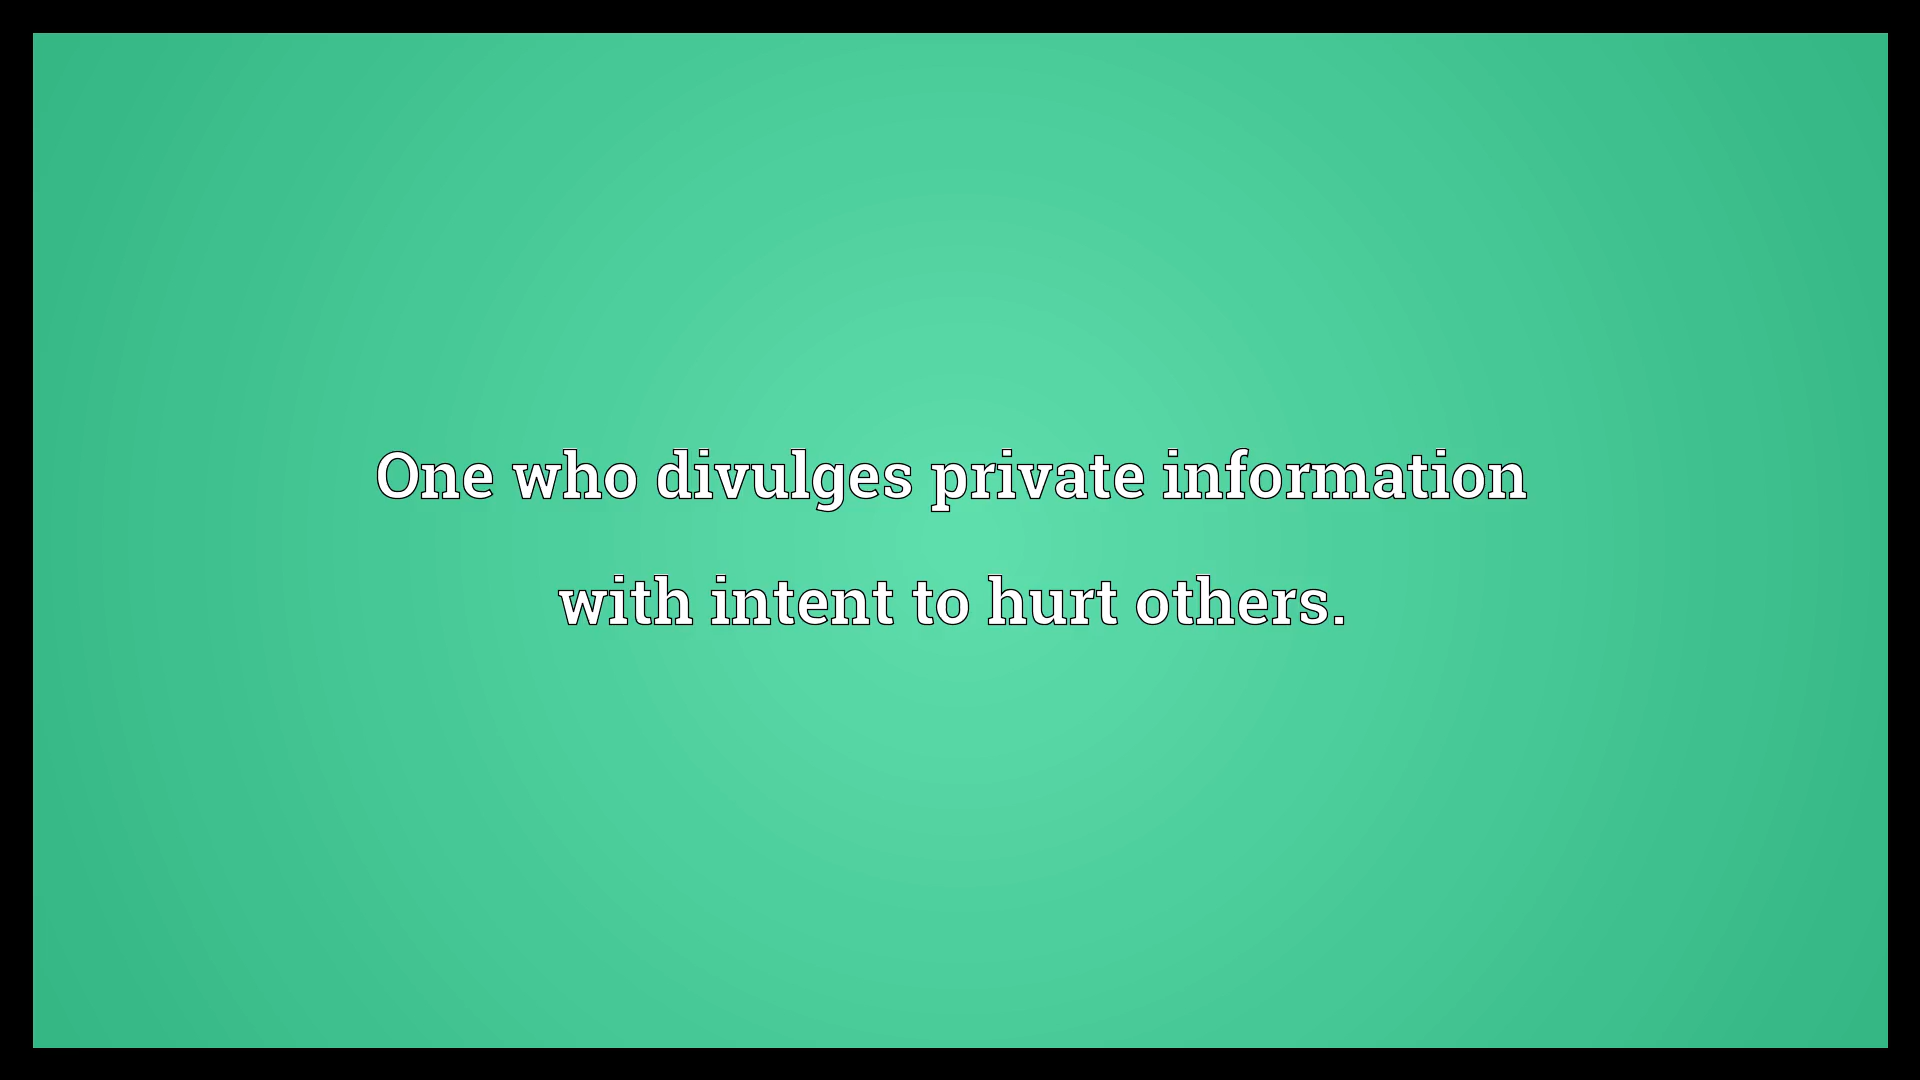 One who divulges private information
with intent to hurt others.